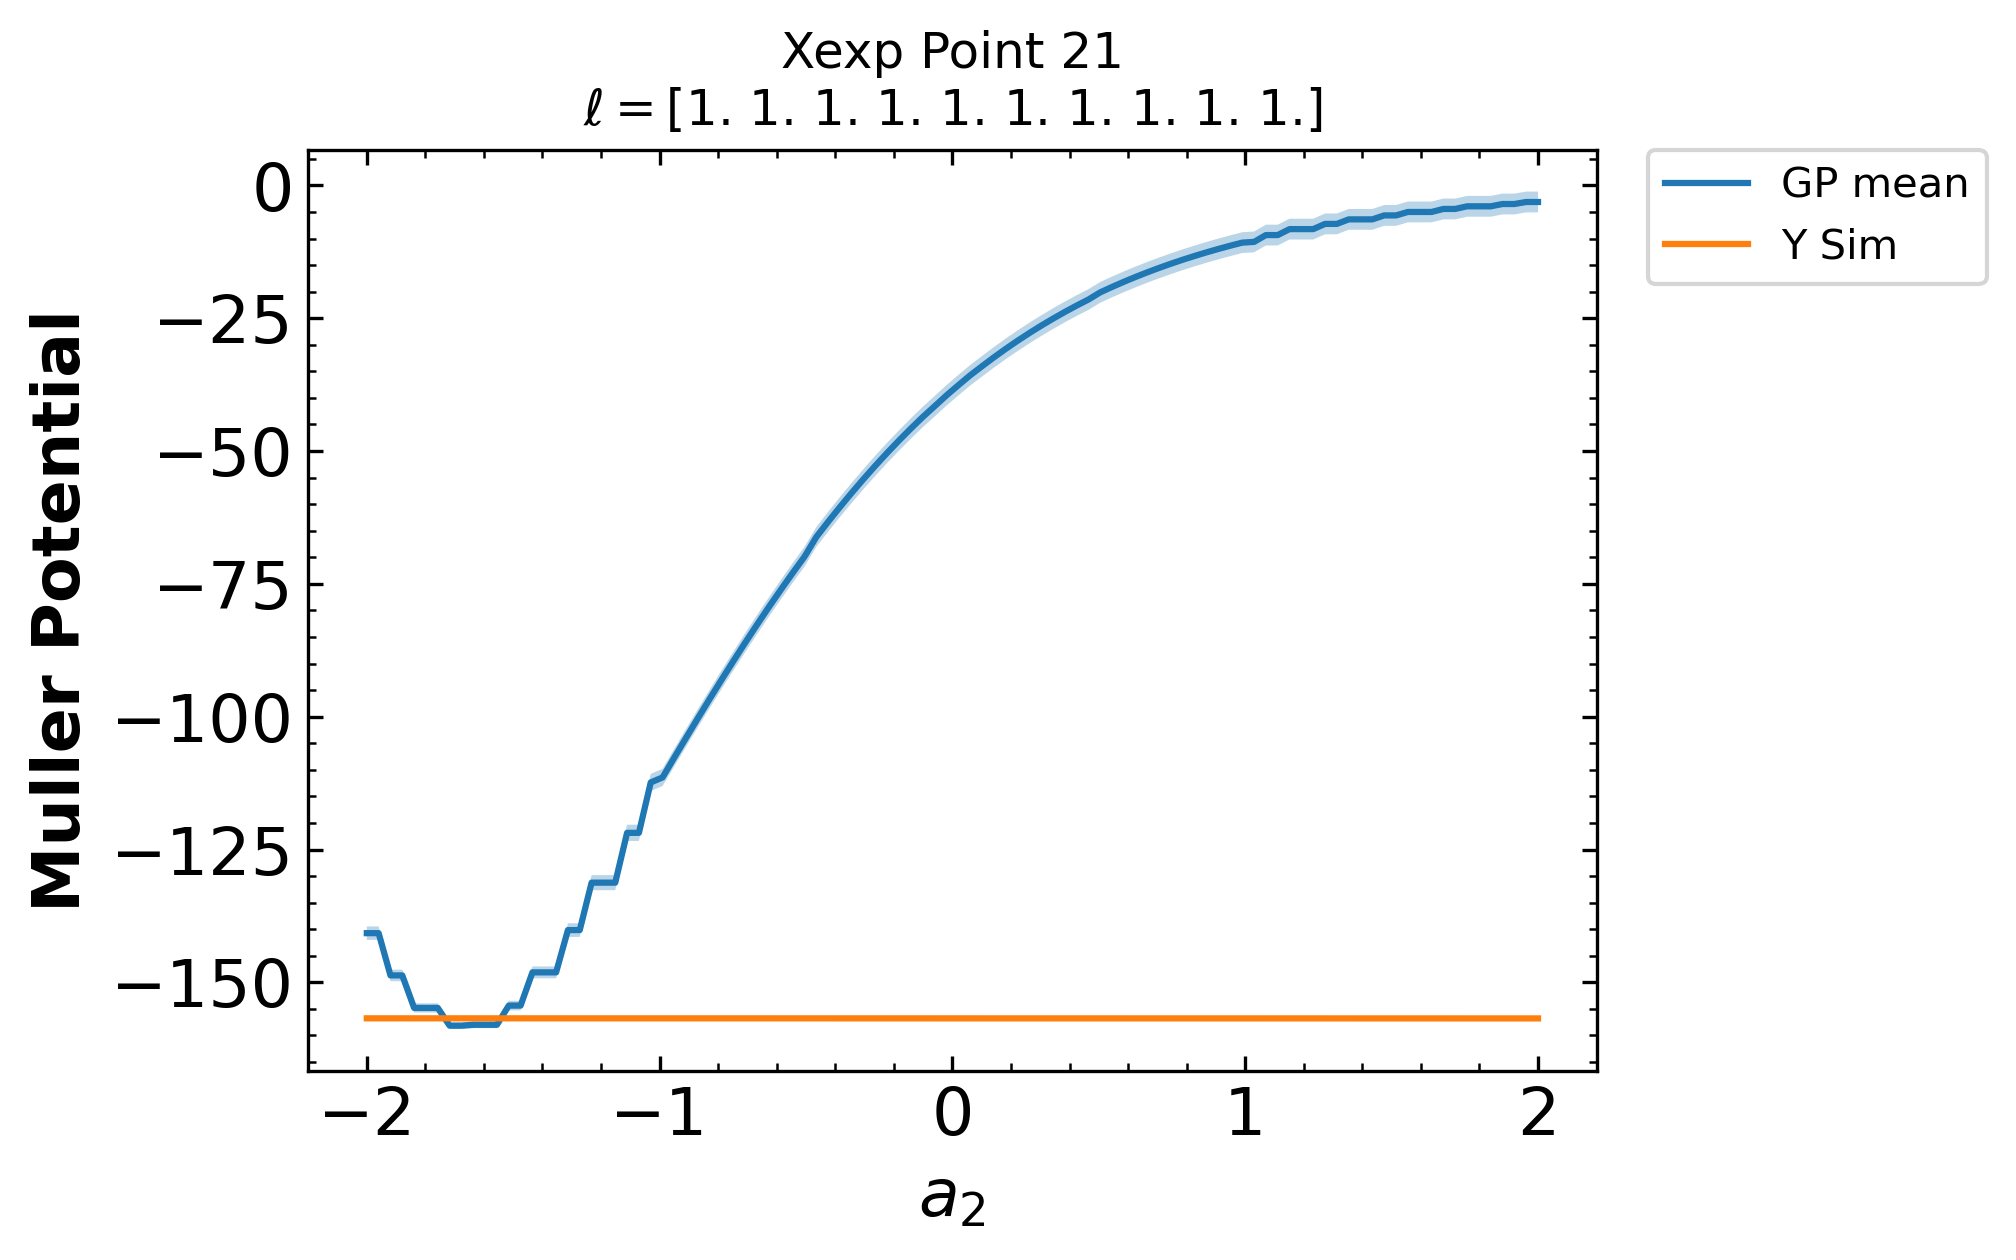 Xexp Point 21
ℓ = [1. 1. 1. 1. 1. 1. 1. 1. 1. 1.]
GP mean
Y Sim
Muller Potential
0
−25
−50
−75
−100
−125
−150
−2 −1 0 1 2
a₂